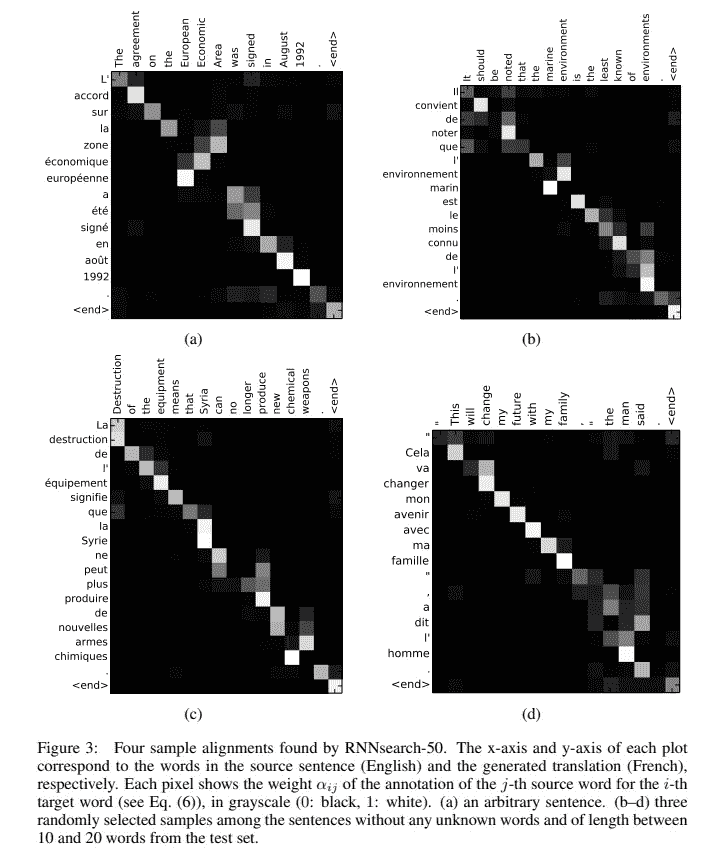 The agreement on the European Economic Area was signed in August 1992 . <end>
L'
accord
sur
la
zone
économique
européenne
a
été
signé
en
août
1992
.
<end>
(a)
It should be noted that the marine environment is the least known of environments . <end>
Il
convient
de
noter
que
l'
environnement
marin
est
le
moins
connu
de
l'
environnement
.
<end>
(b)
Destruction of the equipment means that Syria can no longer produce new chemical weapons . <end>
La
destruction
de
l'
équipement
signifie
que
la
Syrie
ne
peut
plus
produire
de
nouvelles
armes
chimiques
.
<end>
(c)
" This will change my future with my family , " the man said . <end>
"
Cela
va
changer
mon
avenir
avec
ma
famille
"
,
a
dit
l'
homme
.
<end>
(d)
Figure 3: Four sample alignments found by RNNsearch-50. The x-axis and y-axis of each plot
correspond to the words in the source sentence (English) and the generated translation (French),
respectively. Each pixel shows the weight αij of the annotation of the j-th source word for the i-th
target word (see Eq. (6)), in grayscale (0: black, 1: white). (a) an arbitrary sentence. (b–d) three
randomly selected samples among the sentences without any unknown words and of length between
10 and 20 words from the test set.